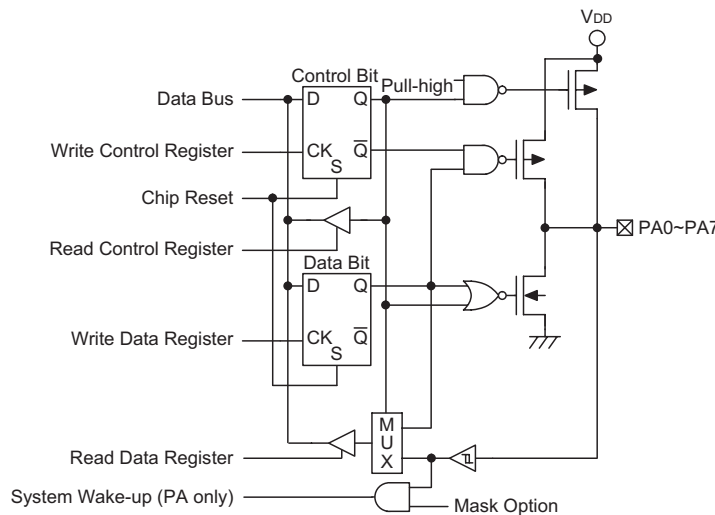 VDD
Control Bit
Pull-high
Data Bus
D
Q
Write Control Register
CK
Q
S
Chip Reset
Read Control Register
PA0~PA7
Data Bit
D
Q
Write Data Register
CK
Q
S
M
U
X
Read Data Register
System Wake-up (PA only)
Mask Option